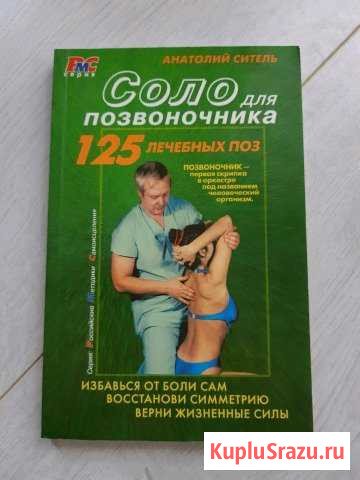 РМС
серия
АНАТОЛИЙ СИТЕЛЬ
Соло для
позвоночника
125 ЛЕЧЕБНЫХ ПОЗ
ПОЗВОНОЧНИК –
первая скрипка
в оркестре
под названием
человеческий
организм.
Серия: Российские Методики Самоисцеления
ИЗБАВЬСЯ ОТ БОЛИ САМ
ВОССТАНОВИ СИММЕТРИЮ
ВЕРНИ ЖИЗНЕННЫЕ СИЛЫ
KupluSrazu.ru